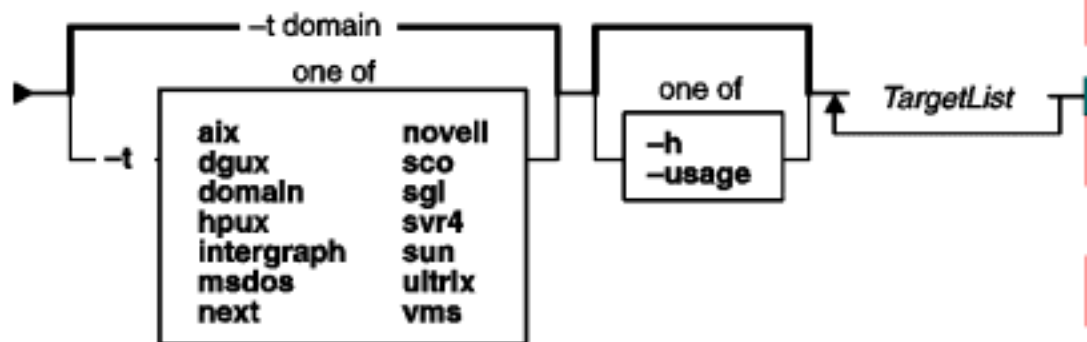 –t domain
one of
–t
aix novell
dgux sco
domain sgi
hpux svr4
intergraph sun
msdos ultrix
next vms
one of
–h
–usage
TargetList